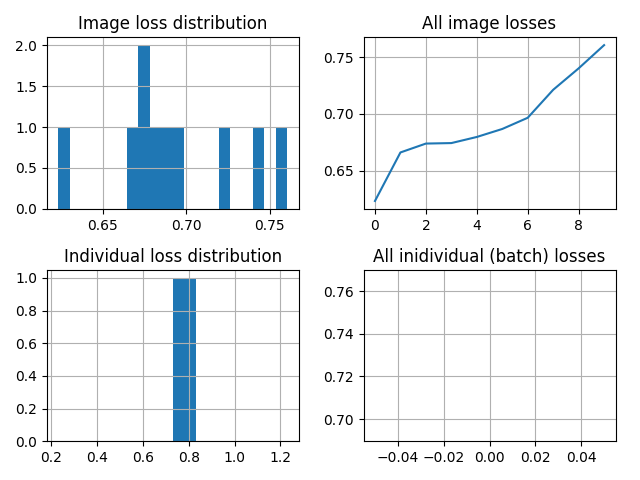 Image loss distribution
2.0
1.5
1.0
0.5
0.0
0.65 0.70 0.75
All image losses
0.75
0.70
0.65
0 2 4 6 8
Individual loss distribution
1.0
0.8
0.6
0.4
0.2
0.0
0.2 0.4 0.6 0.8 1.0 1.2
All inidividual (batch) losses
0.76
0.74
0.72
0.70
−0.04 −0.02 0.00 0.02 0.04